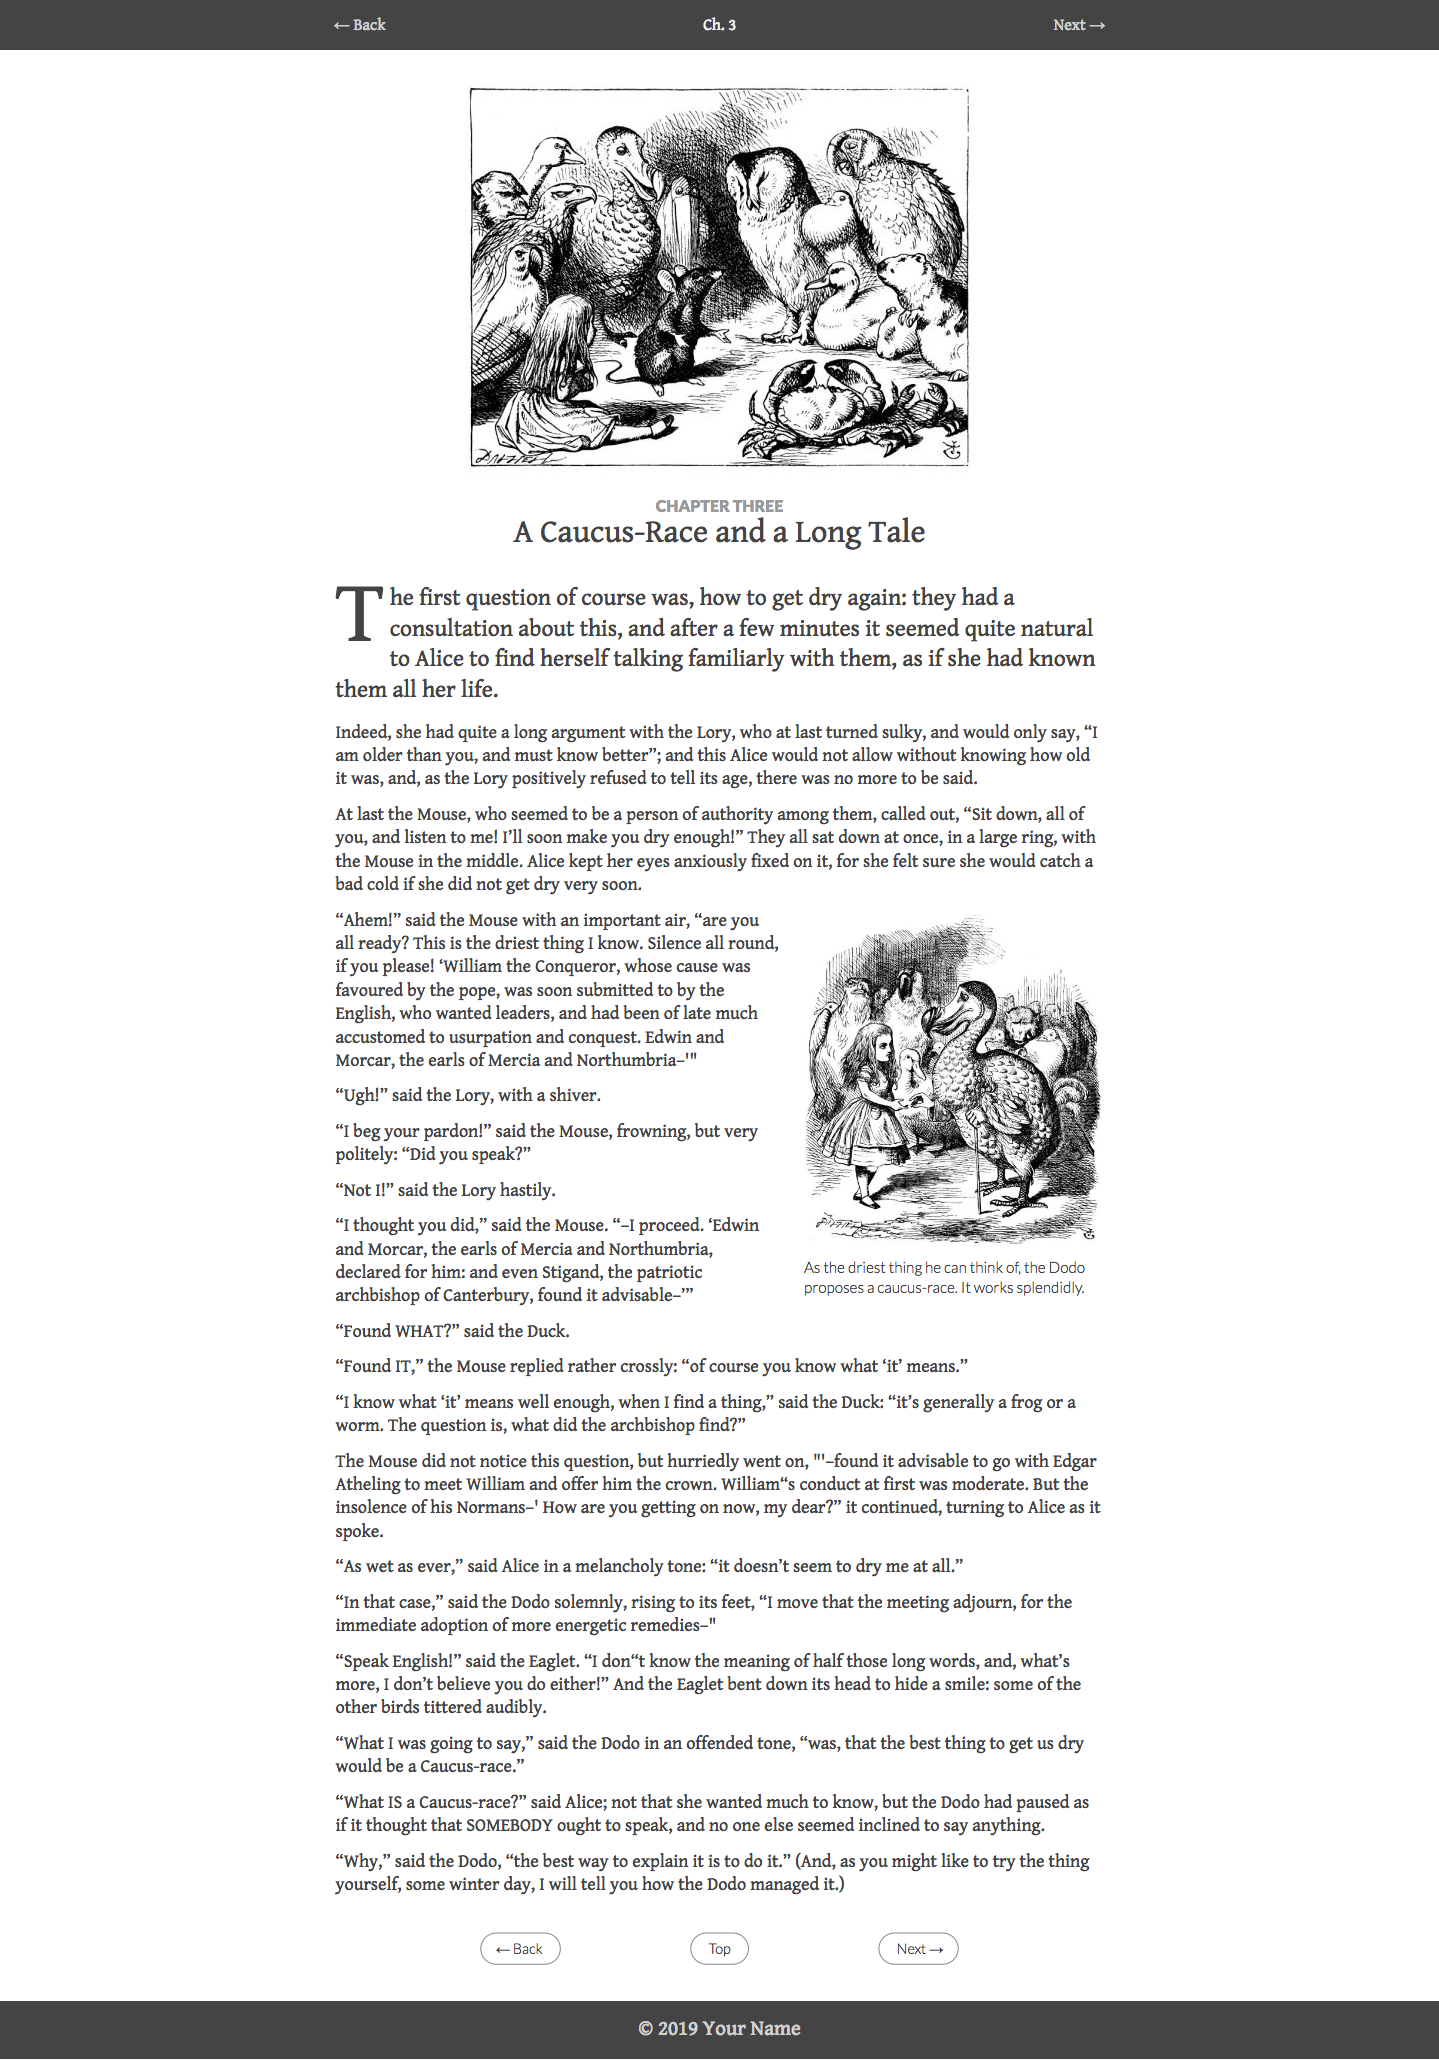 ← Back
Ch. 3
Next →
CHAPTER THREE
A Caucus-Race and a Long Tale
The first question of course was, how to get dry again: they had a
consultation about this, and after a few minutes it seemed quite natural
to Alice to find herself talking familiarly with them, as if she had known
them all her life.
Indeed, she had quite a long argument with the Lory, who at last turned sulky, and would only say, “I
am older than you, and must know better”; and this Alice would not allow without knowing how old
it was, and, as the Lory positively refused to tell its age, there was no more to be said.
At last the Mouse, who seemed to be a person of authority among them, called out, “Sit down, all of
you, and listen to me! I’ll soon make you dry enough!” They all sat down at once, in a large ring, with
the Mouse in the middle. Alice kept her eyes anxiously fixed on it, for she felt sure she would catch a
bad cold if she did not get dry very soon.
“Ahem!” said the Mouse with an important air, “are you
all ready? This is the driest thing I know. Silence all round,
if you please! ‘William the Conqueror, whose cause was
favoured by the pope, was soon submitted to by the
English, who wanted leaders, and had been of late much
accustomed to usurpation and conquest. Edwin and
Morcar, the earls of Mercia and Northumbria–'"
“Ugh!” said the Lory, with a shiver.
“I beg your pardon!” said the Mouse, frowning, but very
politely: “Did you speak?”
“Not I!” said the Lory hastily.
“I thought you did,” said the Mouse. “–I proceed. ‘Edwin
and Morcar, the earls of Mercia and Northumbria,
declared for him: and even Stigand, the patriotic
archbishop of Canterbury, found it advisable–’”
As the driest thing he can think of, the Dodo
proposes a caucus-race. It works splendidly.
“Found WHAT?” said the Duck.
“Found IT,” the Mouse replied rather crossly: “of course you know what ‘it’ means.”
“I know what ‘it’ means well enough, when I find a thing,” said the Duck: “it’s generally a frog or a
worm. The question is, what did the archbishop find?”
The Mouse did not notice this question, but hurriedly went on, "'–found it advisable to go with Edgar
Atheling to meet William and offer him the crown. William“s conduct at first was moderate. But the
insolence of his Normans–' How are you getting on now, my dear?” it continued, turning to Alice as it
spoke.
“As wet as ever,” said Alice in a melancholy tone: “it doesn’t seem to dry me at all.”
“In that case,” said the Dodo solemnly, rising to its feet, “I move that the meeting adjourn, for the
immediate adoption of more energetic remedies–"
“Speak English!” said the Eaglet. “I don“t know the meaning of half those long words, and, what’s
more, I don’t believe you do either!” And the Eaglet bent down its head to hide a smile: some of the
other birds tittered audibly.
“What I was going to say,” said the Dodo in an offended tone, “was, that the best thing to get us dry
would be a Caucus-race.”
“What IS a Caucus-race?” said Alice; not that she wanted much to know, but the Dodo had paused as
if it thought that SOMEBODY ought to speak, and no one else seemed inclined to say anything.
“Why,” said the Dodo, “the best way to explain it is to do it.” (And, as you might like to try the thing
yourself, some winter day, I will tell you how the Dodo managed it.)
← Back
Top
Next →
© 2019 Your Name